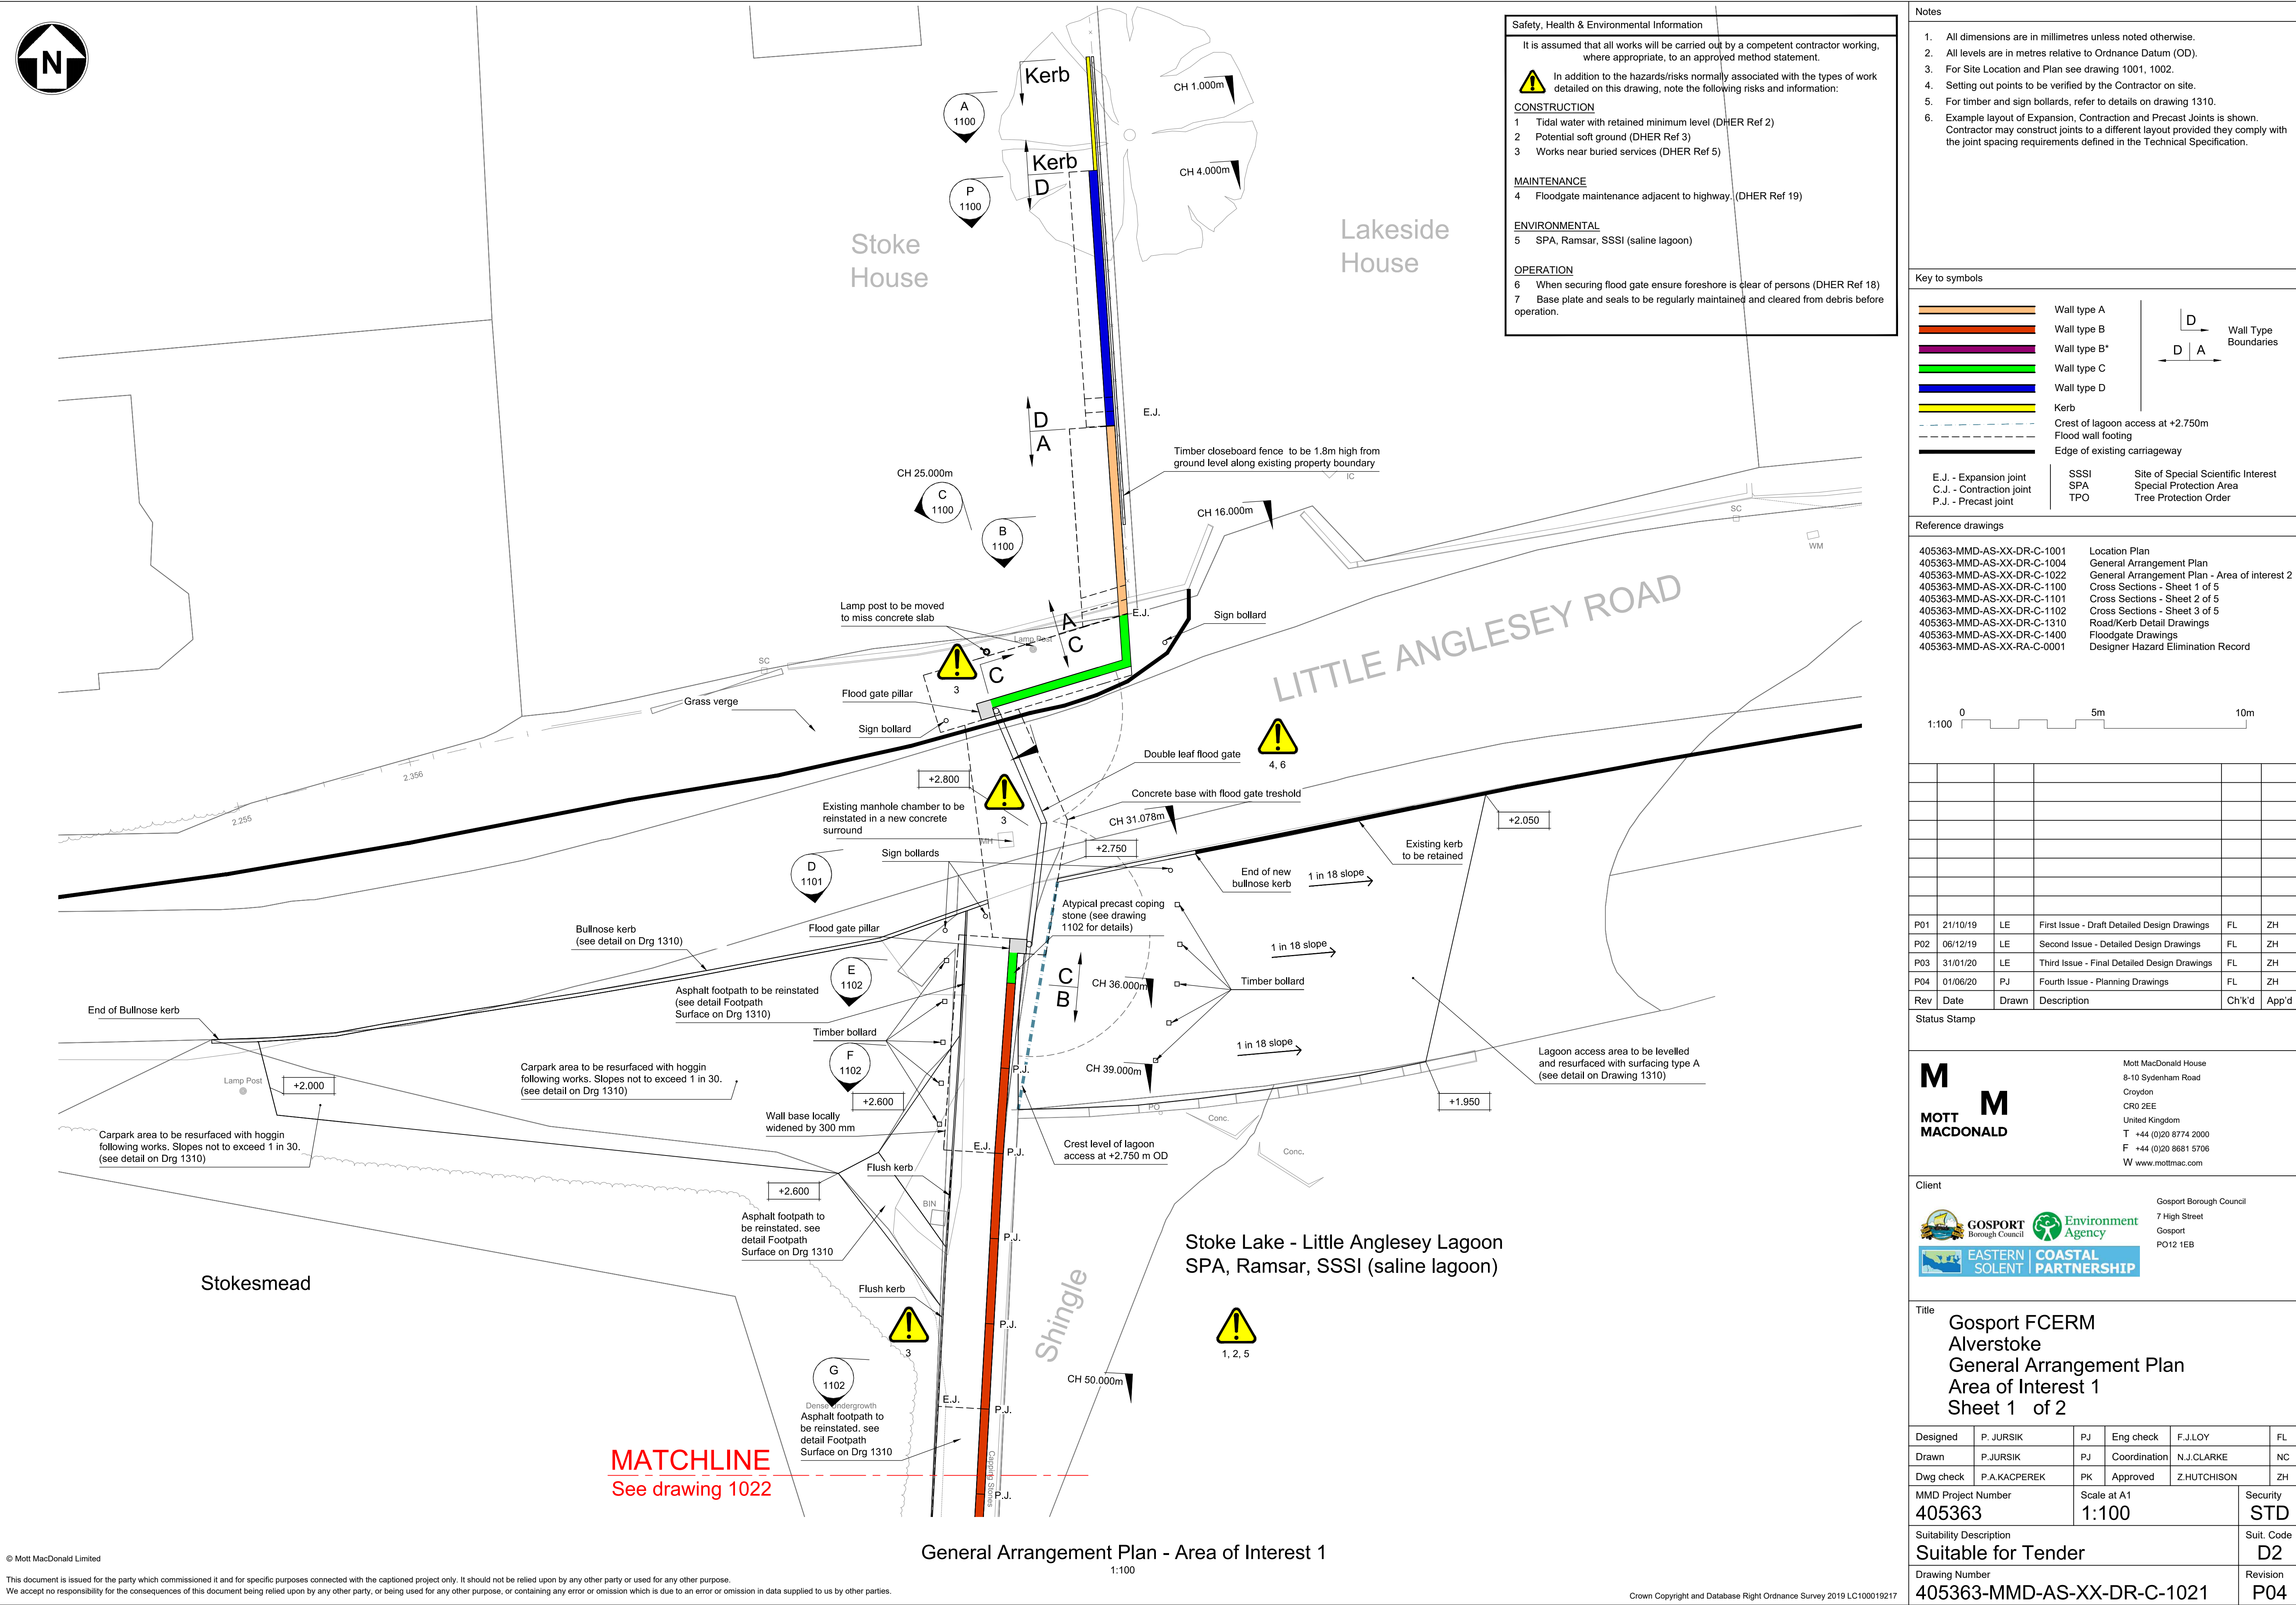 N
Kerb
A
1100
Kerb
D
P
1100
CH 1.000m
CH 4.000m
Stoke
House
Lakeside
House
D
A
E.J.
Timber closeboard fence to be 1.8m high from
ground level along existing property boundary
IC
CH 25.000m
C
1100
B
1100
CH 16.000m
SC
WM
Lamp post to be moved
to miss concrete slab
Lamp Post
A
C
E.J.
Sign bollard
LITTLE ANGLESEY ROAD
SC
3
C
Flood gate pillar
Grass verge
Sign bollard
2.356
2.255
Double leaf flood gate
4, 6
+2.800
3
Concrete base with flood gate treshold
Existing manhole chamber to be
reinstated in a new concrete
surround
MH
CH 31.078m
+2.050
+2.750
Existing kerb
to be retained
Sign bollards
D
1101
End of new
bullnose kerb
1 in 18 slope
Atypical precast coping
stone (see drawing
1102 for details)
Bullnose kerb
(see detail on Drg 1310)
Flood gate pillar
1 in 18 slope
E
1102
C
B
CH 36.000m
Timber bollard
Asphalt footpath to be reinstated
(see detail Footpath
Surface on Drg 1310)
End of Bullnose kerb
Timber bollard
1 in 18 slope
Lagoon access area to be levelled
and resurfaced with surfacing type A
(see detail on Drawing 1310)
F
1102
P.J.
CH 39.000m
Carpark area to be resurfaced with hoggin
following works. Slopes not to exceed 1 in 30.
(see detail on Drg 1310)
Lamp Post
+2.000
+2.600
+1.950
PO
Conc.
Wall base locally
widened by 300 mm
Carpark area to be resurfaced with hoggin
following works. Slopes not to exceed 1 in 30.
(see detail on Drg 1310)
E.J.
P.J.
Crest level of lagoon
access at +2.750 m OD
Conc.
Flush kerb
+2.600
BIN
Asphalt footpath to
be reinstated. see
detail Footpath
Surface on Drg 1310
P.J.
Stoke Lake - Little Anglesey Lagoon
SPA, Ramsar, SSSI (saline lagoon)
Stokesmead
Flush kerb
Shingle
P.J.
3
1, 2, 5
G
1102
CH 50.000m
Dense Undergrowth
Asphalt footpath to
be reinstated. see
detail Footpath
Surface on Drg 1310
E.J.
P.J.
Capping Stones
MATCHLINE
See drawing 1022
P.J.
General Arrangement Plan - Area of Interest 1
1:100
© Mott MacDonald Limited
This document is issued for the party which commissioned it and for specific purposes connected with the captioned project only. It should not be relied upon by any other party or used for any other purpose.
We accept no responsibility for the consequences of this document being relied upon by any other party, or being used for any other purpose, or containing any error or omission which is due to an error or omission in data supplied to us by other parties.
Crown Copyright and Database Right Ordnance Survey 2019 LC100019217
Safety, Health & Environmental Information
It is assumed that all works will be carried out by a competent contractor working,
where appropriate, to an approved method statement.
In addition to the hazards/risks normally associated with the types of work
detailed on this drawing, note the following risks and information:
CONSTRUCTION
1 Tidal water with retained minimum level (DHER Ref 2)
2 Potential soft ground (DHER Ref 3)
3 Works near buried services (DHER Ref 5)
MAINTENANCE
4 Floodgate maintenance adjacent to highway. (DHER Ref 19)
ENVIRONMENTAL
5 SPA, Ramsar, SSSI (saline lagoon)
OPERATION
6 When securing flood gate ensure foreshore is clear of persons (DHER Ref 18)
7 Base plate and seals to be regularly maintained and cleared from debris before
operation.
Notes
1. All dimensions are in millimetres unless noted otherwise.
2. All levels are in metres relative to Ordnance Datum (OD).
3. For Site Location and Plan see drawing 1001, 1002.
4. Setting out points to be verified by the Contractor on site.
5. For timber and sign bollards, refer to details on drawing 1310.
6. Example layout of Expansion, Contraction and Precast Joints is shown.
Contractor may construct joints to a different layout provided they comply with
the joint spacing requirements defined in the Technical Specification.
Key to symbols
Wall type A
Wall type B
Wall type B*
Wall type C
Wall type D
Kerb
D
D A
Wall Type
Boundaries
Crest of lagoon access at +2.750m
Flood wall footing
Edge of existing carriageway
E.J. - Expansion joint
C.J. - Contraction joint
P.J. - Precast joint
SSSI Site of Special Scientific Interest
SPA Special Protection Area
TPO Tree Protection Order
Reference drawings
405363-MMD-AS-XX-DR-C-1001 Location Plan
405363-MMD-AS-XX-DR-C-1004 General Arrangement Plan
405363-MMD-AS-XX-DR-C-1022 General Arrangement Plan - Area of interest 2
405363-MMD-AS-XX-DR-C-1100 Cross Sections - Sheet 1 of 5
405363-MMD-AS-XX-DR-C-1101 Cross Sections - Sheet 2 of 5
405363-MMD-AS-XX-DR-C-1102 Cross Sections - Sheet 3 of 5
405363-MMD-AS-XX-DR-C-1310 Road/Kerb Detail Drawings
405363-MMD-AS-XX-DR-C-1400 Floodgate Drawings
405363-MMD-AS-XX-RA-C-0001 Designer Hazard Elimination Record
0 5m 10m
1:100
P01 21/10/19 LE First Issue - Draft Detailed Design Drawings FL ZH
P02 06/12/19 LE Second Issue - Detailed Design Drawings FL ZH
P03 31/01/20 LE Third Issue - Final Detailed Design Drawings FL ZH
P04 01/06/20 PJ Fourth Issue - Planning Drawings FL ZH
Rev Date Drawn Description Ch'k'd App'd
Status Stamp
M
M
MOTT
MACDONALD
Mott MacDonald House
8-10 Sydenham Road
Croydon
CR0 2EE
United Kingdom
T +44 (0)20 8774 2000
F +44 (0)20 8681 5706
W www.mottmac.com
Client
GOSPORT
Borough Council
Environment
Agency
EASTERN SOLENT COASTAL PARTNERSHIP
Gosport Borough Council
7 High Street
Gosport
PO12 1EB
Title
Gosport FCERM
Alverstoke
General Arrangement Plan
Area of Interest 1
Sheet 1 of 2
Designed P. JURSIK PJ Eng check F.J.LOY FL
Drawn P.JURSIK PJ Coordination N.J.CLARKE NC
Dwg check P.A.KACPEREK PK Approved Z.HUTCHISON ZH
MMD Project Number Scale at A1 Security
405363 1:100 STD
Suitability Description Suit. Code
Suitable for Tender D2
Drawing Number Revision
405363-MMD-AS-XX-DR-C-1021 P04